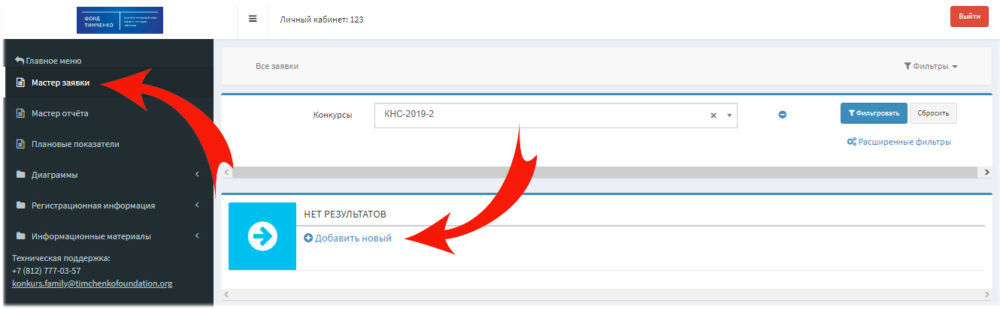 ФОНД
ТИМЧЕНКО
Личный кабинет: 123
Выйти
Главное меню
Мастер заявки
Мастер отчёта
Плановые показатели
Диаграммы
Регистрационная информация
Информационные материалы
Техническая поддержка:
+7 (812) 777-03-57
konkurs.family@timchenkofoundation.org
Все заявки
Фильтры
Конкурсы
КНС-2019-2
Фильтровать
Сбросить
Расширенные фильтры
НЕТ РЕЗУЛЬТАТОВ
Добавить новый